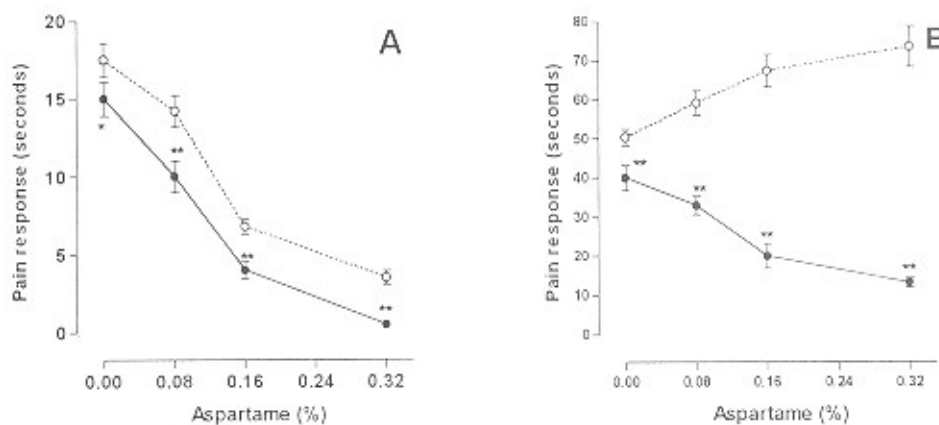 A
Pain response (seconds)
20
15
10
5
0
*
**
**
**
0.00 0.08 0.16 0.24 0.32
Aspartame (%)
B
Pain response (seconds)
80
70
60
50
40
30
20
10
0
**
**
**
**
0.00 0.08 0.16 0.24 0.32
Aspartame (%)